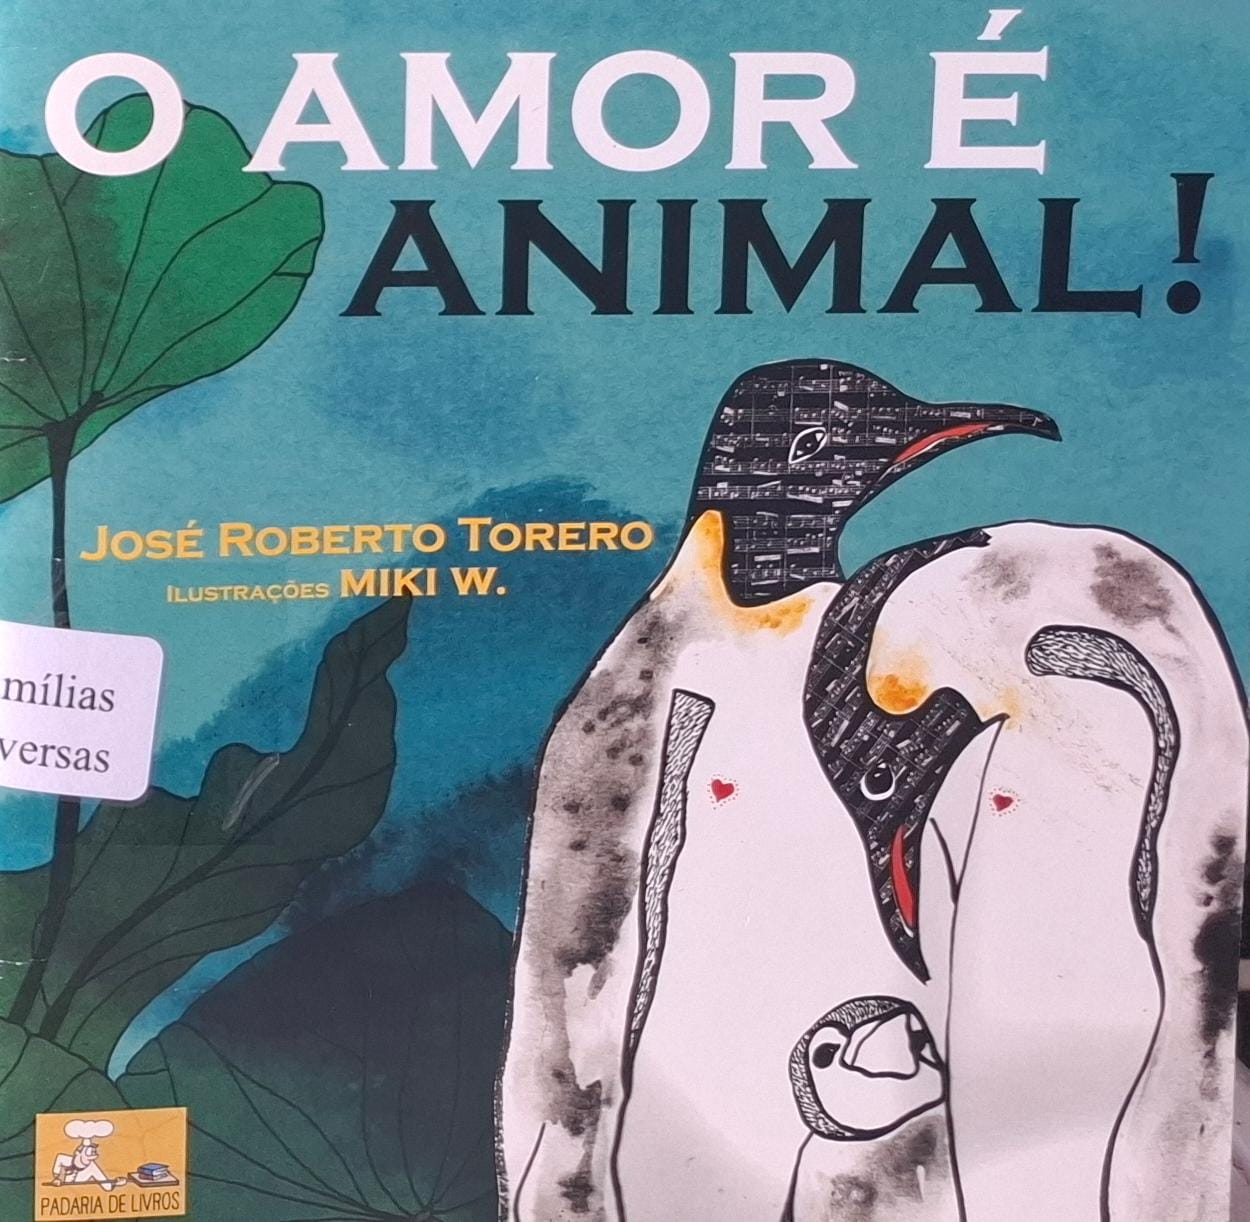 O AMOR É
ANIMAL!
JOSÉ ROBERTO TORERO
ILUSTRAÇÕES MIKI W.
mílias
versas
PADARIA DE LIVROS